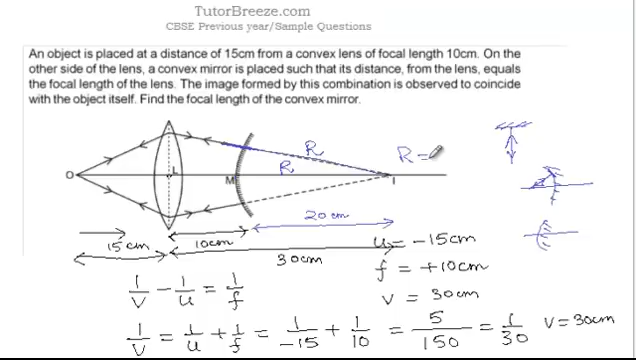 TutorBreeze.com
CBSE Previous year/Sample Questions
An object is placed at a distance of 15cm from a convex lens of focal length 10cm. On the
other side of the lens, a convex mirror is placed such that its distance, from the lens, equals
the focal length of the lens. The image formed by this combination is observed to coincide
with the object itself. Find the focal length of the convex mirror.
R
R =
R
O
L
M
I
20 cm
15 cm
10cm
30cm
u = -15cm
f = +10cm
v = 30cm
1/v - 1/u = 1/f
1/v = 1/u + 1/f = 1/-15 + 1/10 = 5/150 = 1/30 v = 30cm